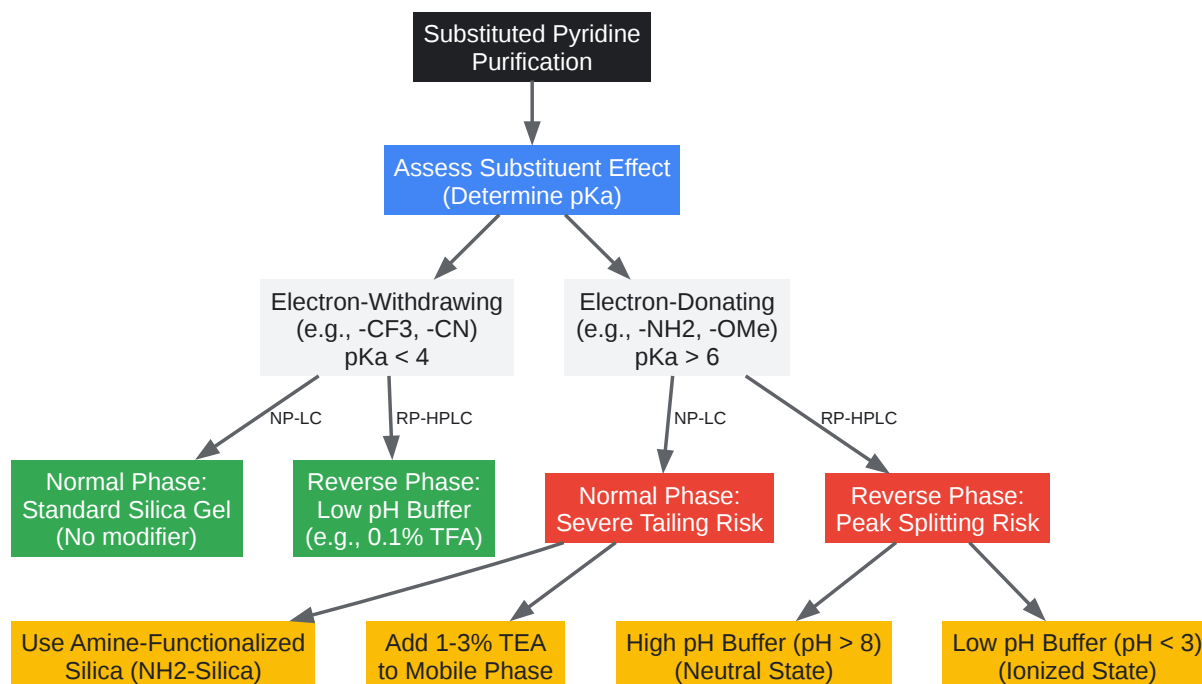 Substituted Pyridine
Purification
Assess Substituent Effect
(Determine pKa)
Electron-Withdrawing
(e.g., -CF3, -CN)
pKa < 4
Electron-Donating
(e.g., -NH2, -OMe)
pKa > 6
NP-LC
RP-HPLC
NP-LC
RP-HPLC
Normal Phase:
Standard Silica Gel
(No modifier)
Reverse Phase:
Low pH Buffer
(e.g., 0.1% TFA)
Normal Phase:
Severe Tailing Risk
Reverse Phase:
Peak Splitting Risk
Use Amine-Functionalized
Silica (NH2-Silica)
Add 1-3% TEA
to Mobile Phase
High pH Buffer (pH > 8)
(Neutral State)
Low pH Buffer (pH < 3)
(Ionized State)